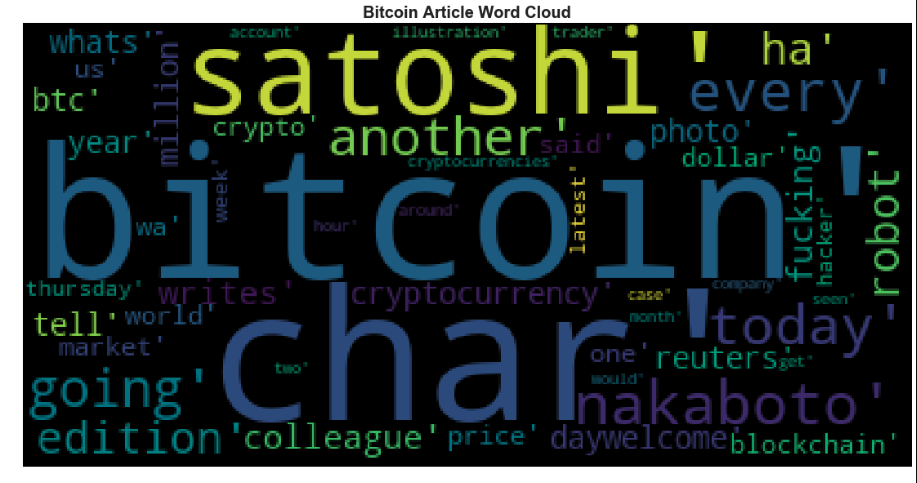 Bitcoin Article Word Cloud
whats'
us'
btc'
million'
account'
illustration'
trader'
satoshi'
ha'
every'
year'
crypto'
another'
said'
photo'
dollar'
cryptocurrencies'
bitcoin'
wa'
week'
hour'
around'
latest'
fucking'
hacker'
robot'
thursday'
writes'
cryptocurrency'
case'
company'
seen'
tell'
world'
char'
month'
today'
market'
one'
reuters'
get'
two'
would'
going'
nakaboto'
edition'
colleague'
price'
daywelcome'
blockchain'